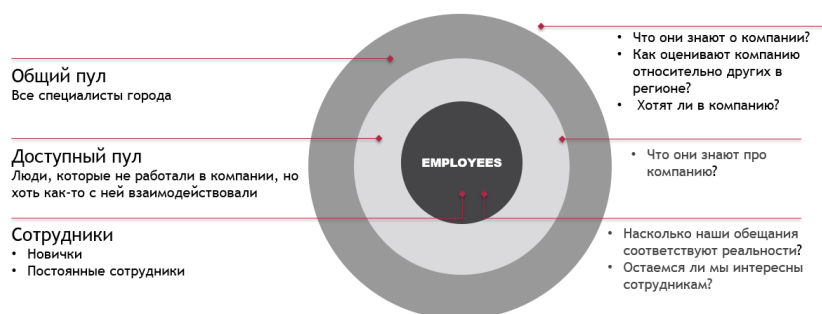 Общий пул
Все специалисты города
Доступный пул
Люди, которые не работали в компании, но
хоть как-то с ней взаимодействовали
Сотрудники
• Новички
• Постоянные сотрудники
EMPLOYEES
• Что они знают о компании?
• Как оценивают компанию
относительно других в
регионе?
• Хотят ли в компанию?
• Что они знают про
компанию?
• Насколько наши обещания
соответствуют реальности?
• Остаемся ли мы интересны
сотрудникам?